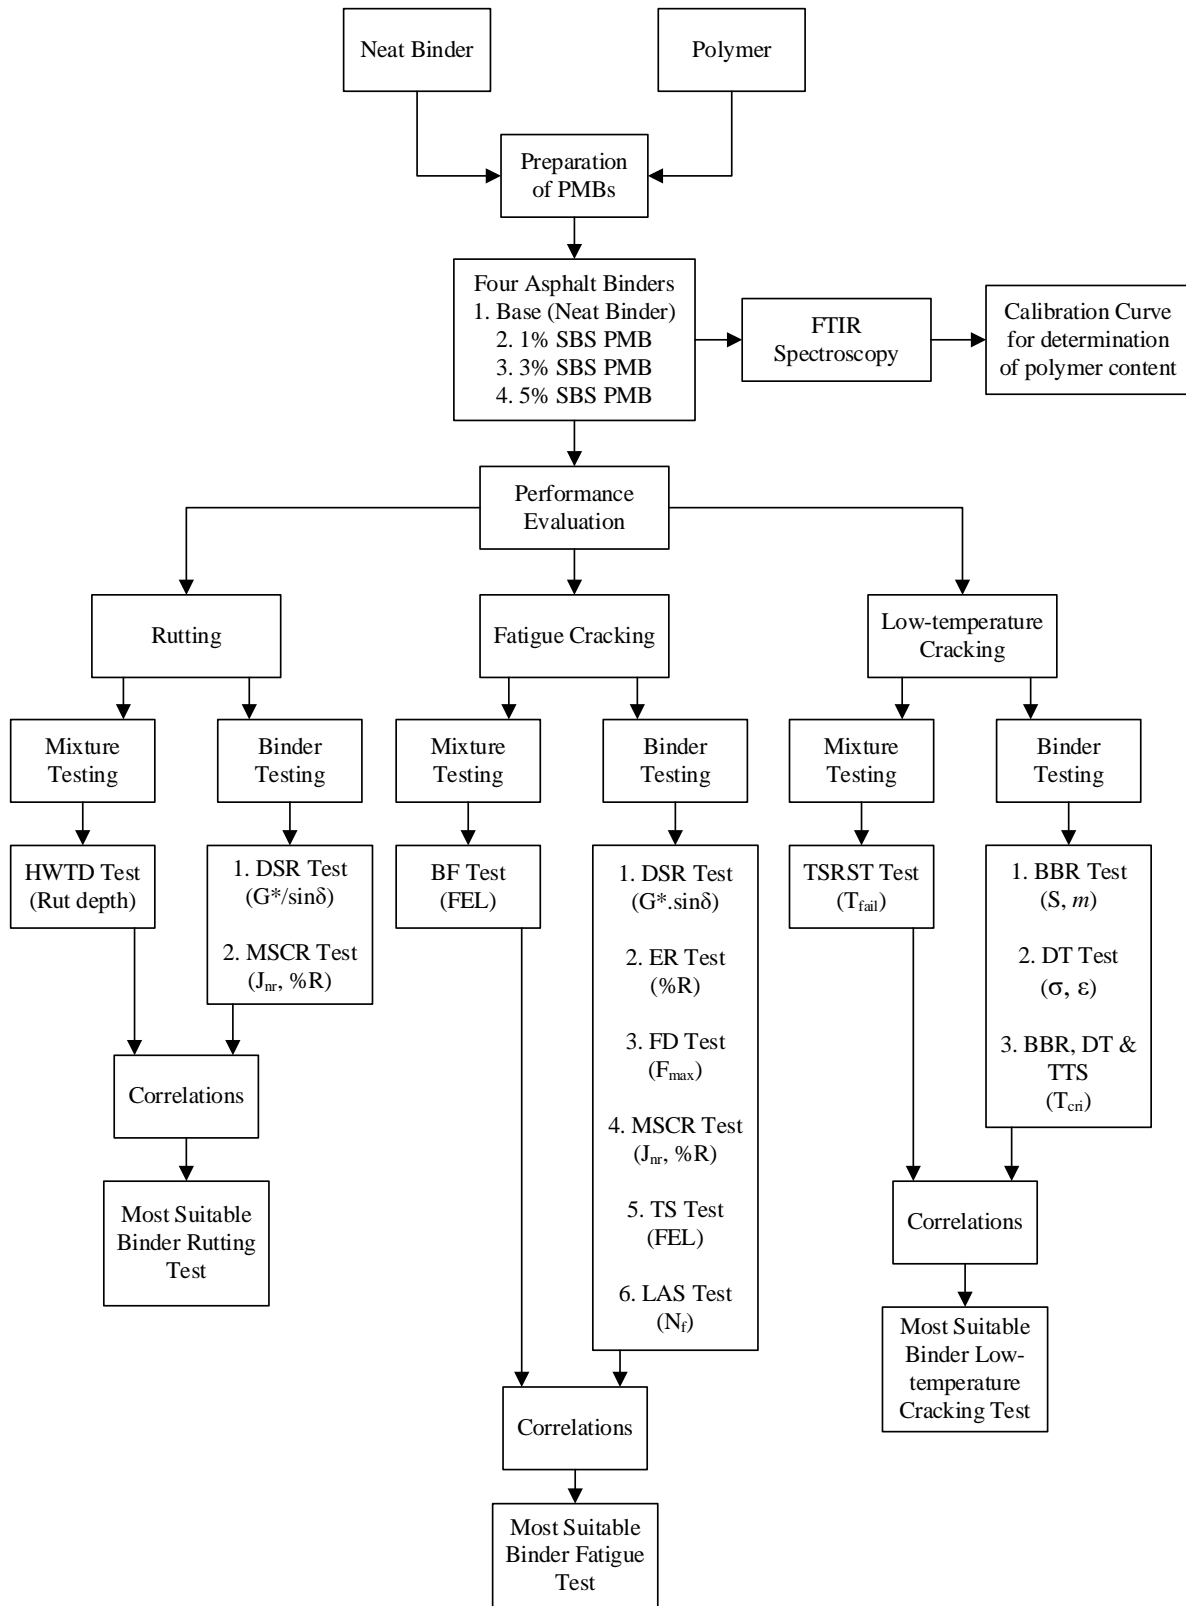 Neat Binder
Polymer
Preparation
of PMBs
Four Asphalt Binders
1. Base (Neat Binder)
2. 1% SBS PMB
3. 3% SBS PMB
4. 5% SBS PMB
FTIR
Spectroscopy
Calibration Curve
for determination
of polymer content
Performance
Evaluation
Rutting
Fatigue Cracking
Low-temperature
Cracking
Mixture
Testing
Binder
Testing
Mixture
Testing
Binder
Testing
Mixture
Testing
Binder
Testing
HWTD Test
(Rut depth)
1. DSR Test
(G*/sinδ)
2. MSCR Test
(Jnr, %R)
BF Test
(FEL)
1. DSR Test
(G*.sinδ)
2. ER Test
(%R)
3. FD Test
(Fmax)
4. MSCR Test
(Jnr, %R)
5. TS Test
(FEL)
6. LAS Test
(Nf)
TSRST Test
(Tfail)
1. BBR Test
(S, m)
2. DT Test
(σ, ε)
3. BBR, DT &
TTS
(Tcri)
Correlations
Most Suitable
Binder Rutting
Test
Correlations
Most Suitable
Binder Low-
temperature
Cracking Test
Correlations
Most Suitable
Binder Fatigue
Test